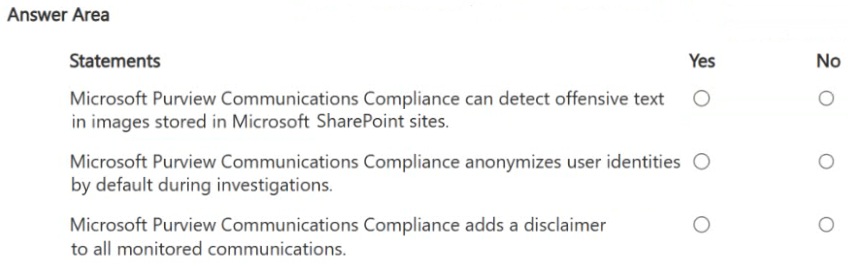 Answer Area
Statements Yes No
Microsoft Purview Communications Compliance can detect offensive text
in images stored in Microsoft SharePoint sites.
Microsoft Purview Communications Compliance anonymizes user identities
by default during investigations.
Microsoft Purview Communications Compliance adds a disclaimer
to all monitored communications.